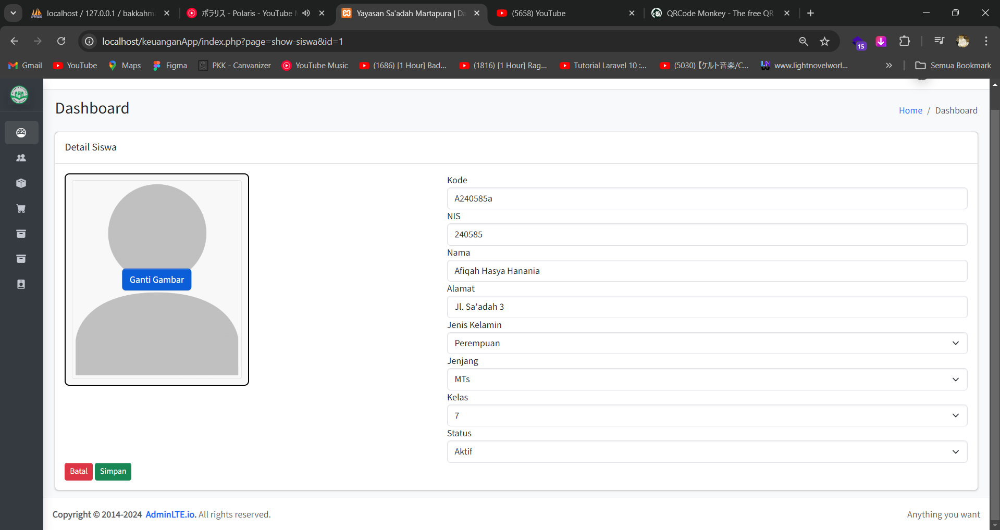 localhost / 127.0.0.1 / bakkahm
ポラリス - Polaris - YouTube M
Yayasan Sa'adah Martapura | Da
(5658) YouTube
QRCode Monkey - The free QR
localhost/keuanganApp/index.php?page=show-siswa&id=1
15
Gmail
YouTube
Maps
Figma
PKK - Canvanizer
YouTube Music
(1686) [1 Hour] Bad...
(1816) [1 Hour] Rag...
Tutorial Laravel 10 :...
(5030)【ケルト音楽/C...
www.lightnovelworl...
Semua Bookmark
Dashboard
Home / Dashboard
Detail Siswa
Ganti Gambar
Kode
A240585a
NIS
240585
Nama
Afiqah Hasya Hanania
Alamat
Jl. Sa'adah 3
Jenis Kelamin
Perempuan
Jenjang
MTs
Kelas
7
Status
Aktif
Batal
Simpan
Copyright © 2014-2024 AdminLTE.io. All rights reserved.
Anything you want